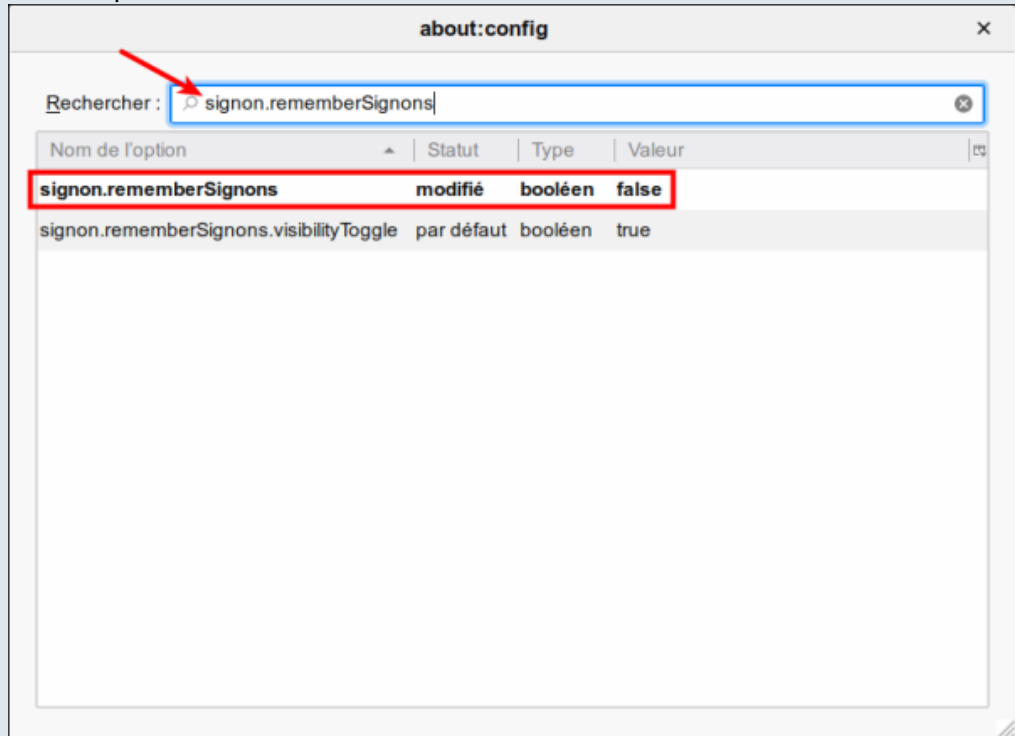 about:config
Rechercher : signon.rememberSignons
Nom de l'option Statut Type Valeur
signon.rememberSignons modifié booléen false
signon.rememberSignons.visibilityToggle par défaut booléen true